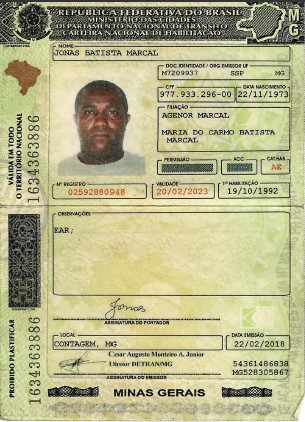 REPÚBLICA FEDERATIVA DO BRASIL
MINISTÉRIO DAS CIDADES
DEPARTAMENTO NACIONAL DE TRÂNSITO
CARTEIRA NACIONAL DE HABILITAÇÃO
MG
NOME
JONAS BATISTA MARCAL
DOC. IDENTIDADE / ORG EMISSOR UF
M7209937 SSP MG
CPF DATA NASCIMENTO
977.933.296-00 22/11/1973
FILIAÇÃO
AGENOR MARCAL
MARIA DO CARMO BATISTA
MARCAL
PERMISSÃO ACC CAT.HAB
AE
Nº REGISTRO VALIDADE 1ª HABILITAÇÃO
02592880948 20/02/2023 19/10/1992
VÁLIDA EM TODO
O TERRITÓRIO NACIONAL
1634363886
OBSERVAÇÕES
EAR;
Jonas
ASSINATURA DO PORTADOR
LOCAL DATA EMISSÃO
CONTAGEM, MG 22/02/2018
Cesar Augusto Monteiro A. Junior
Diretor DETRAN/MG
ASSINATURA DO EMISSOR
54361486838
MG528305867
PROIBIDO PLASTIFICAR
1634363886
MINAS GERAIS